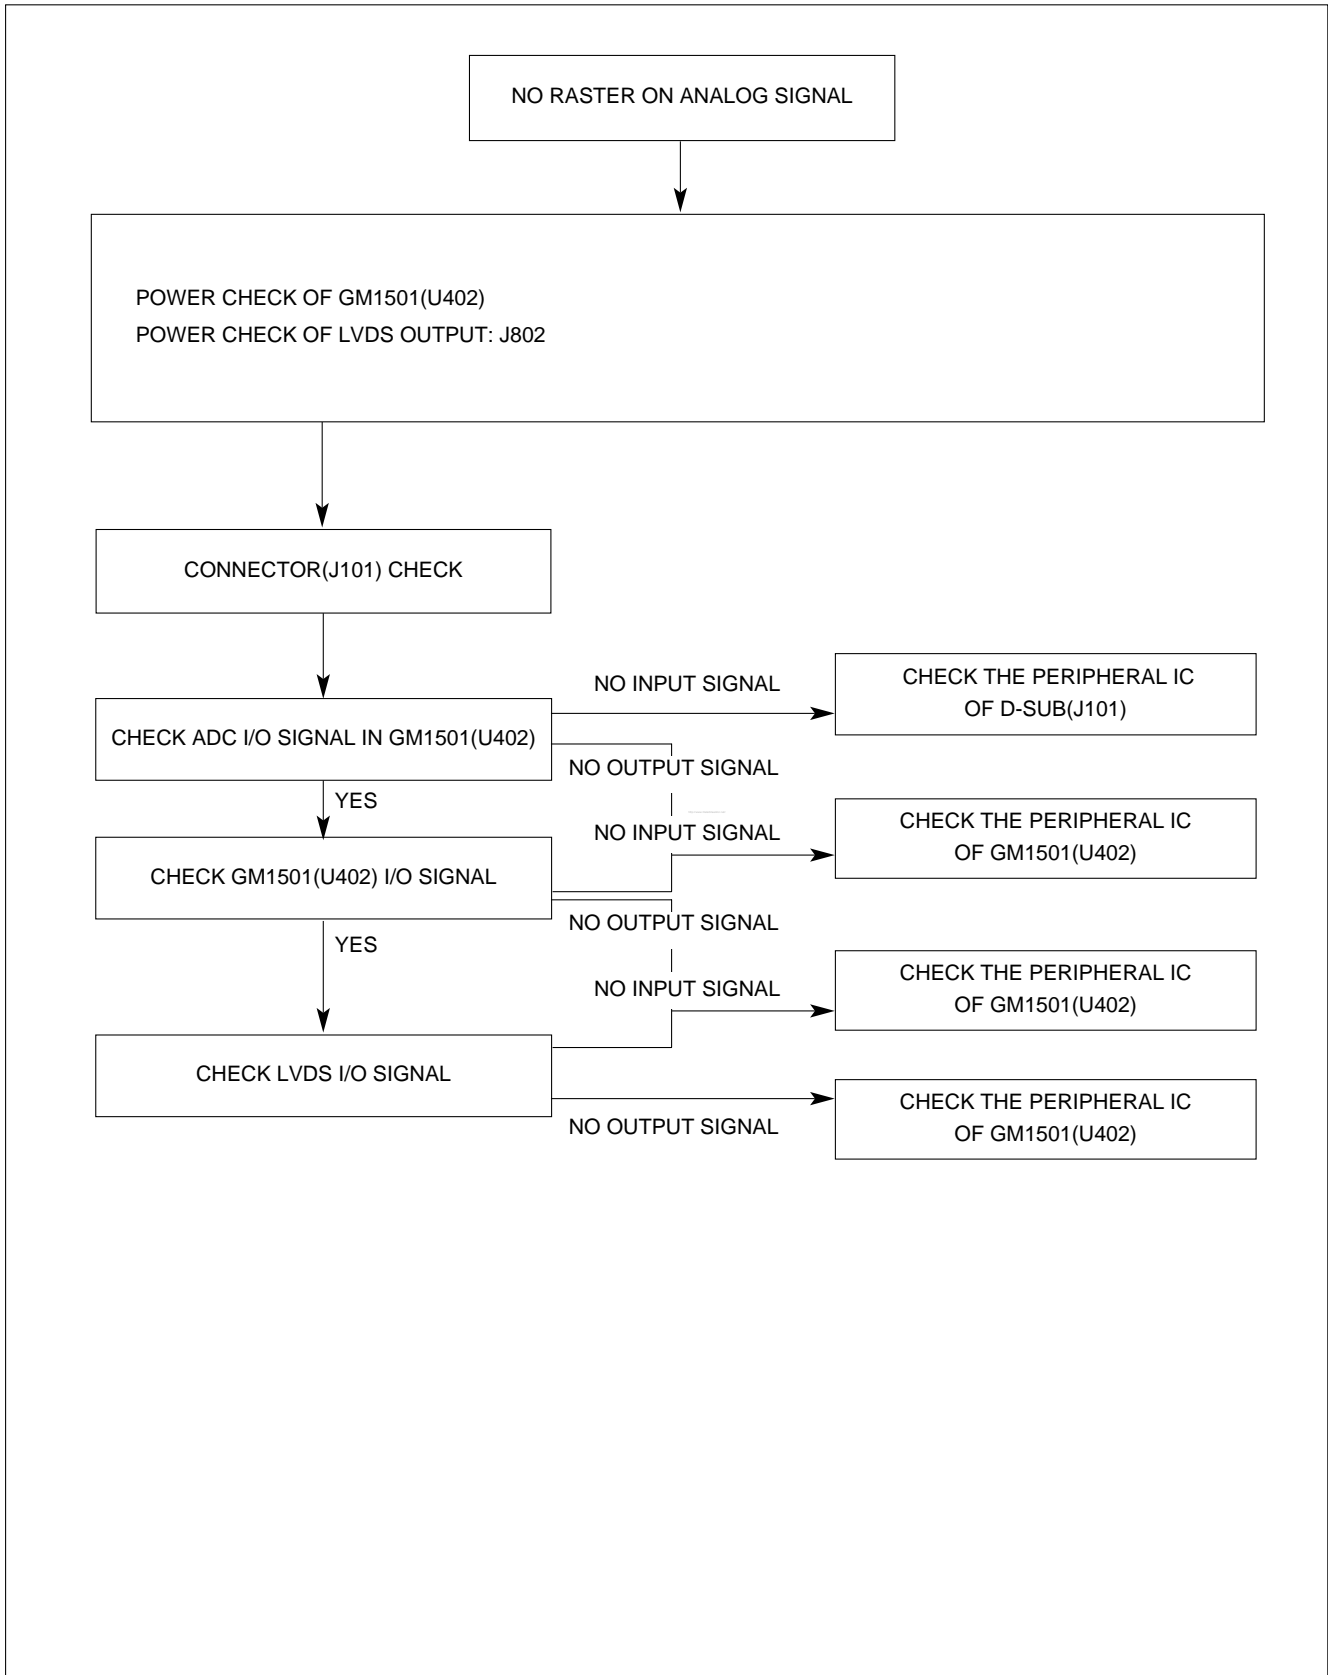 NO RASTER ON ANALOG SIGNAL
POWER CHECK OF GM1501(U402)
POWER CHECK OF LVDS OUTPUT: J802
CONNECTOR(J101) CHECK
CHECK ADC I/O SIGNAL IN GM1501(U402)
NO INPUT SIGNAL
CHECK THE PERIPHERAL IC
OF D-SUB(J101)
NO OUTPUT SIGNAL
YES
NO INPUT SIGNAL
CHECK THE PERIPHERAL IC
OF GM1501(U402)
CHECK GM1501(U402) I/O SIGNAL
NO OUTPUT SIGNAL
YES
NO INPUT SIGNAL
CHECK THE PERIPHERAL IC
OF GM1501(U402)
CHECK LVDS I/O SIGNAL
NO OUTPUT SIGNAL
CHECK THE PERIPHERAL IC
OF GM1501(U402)